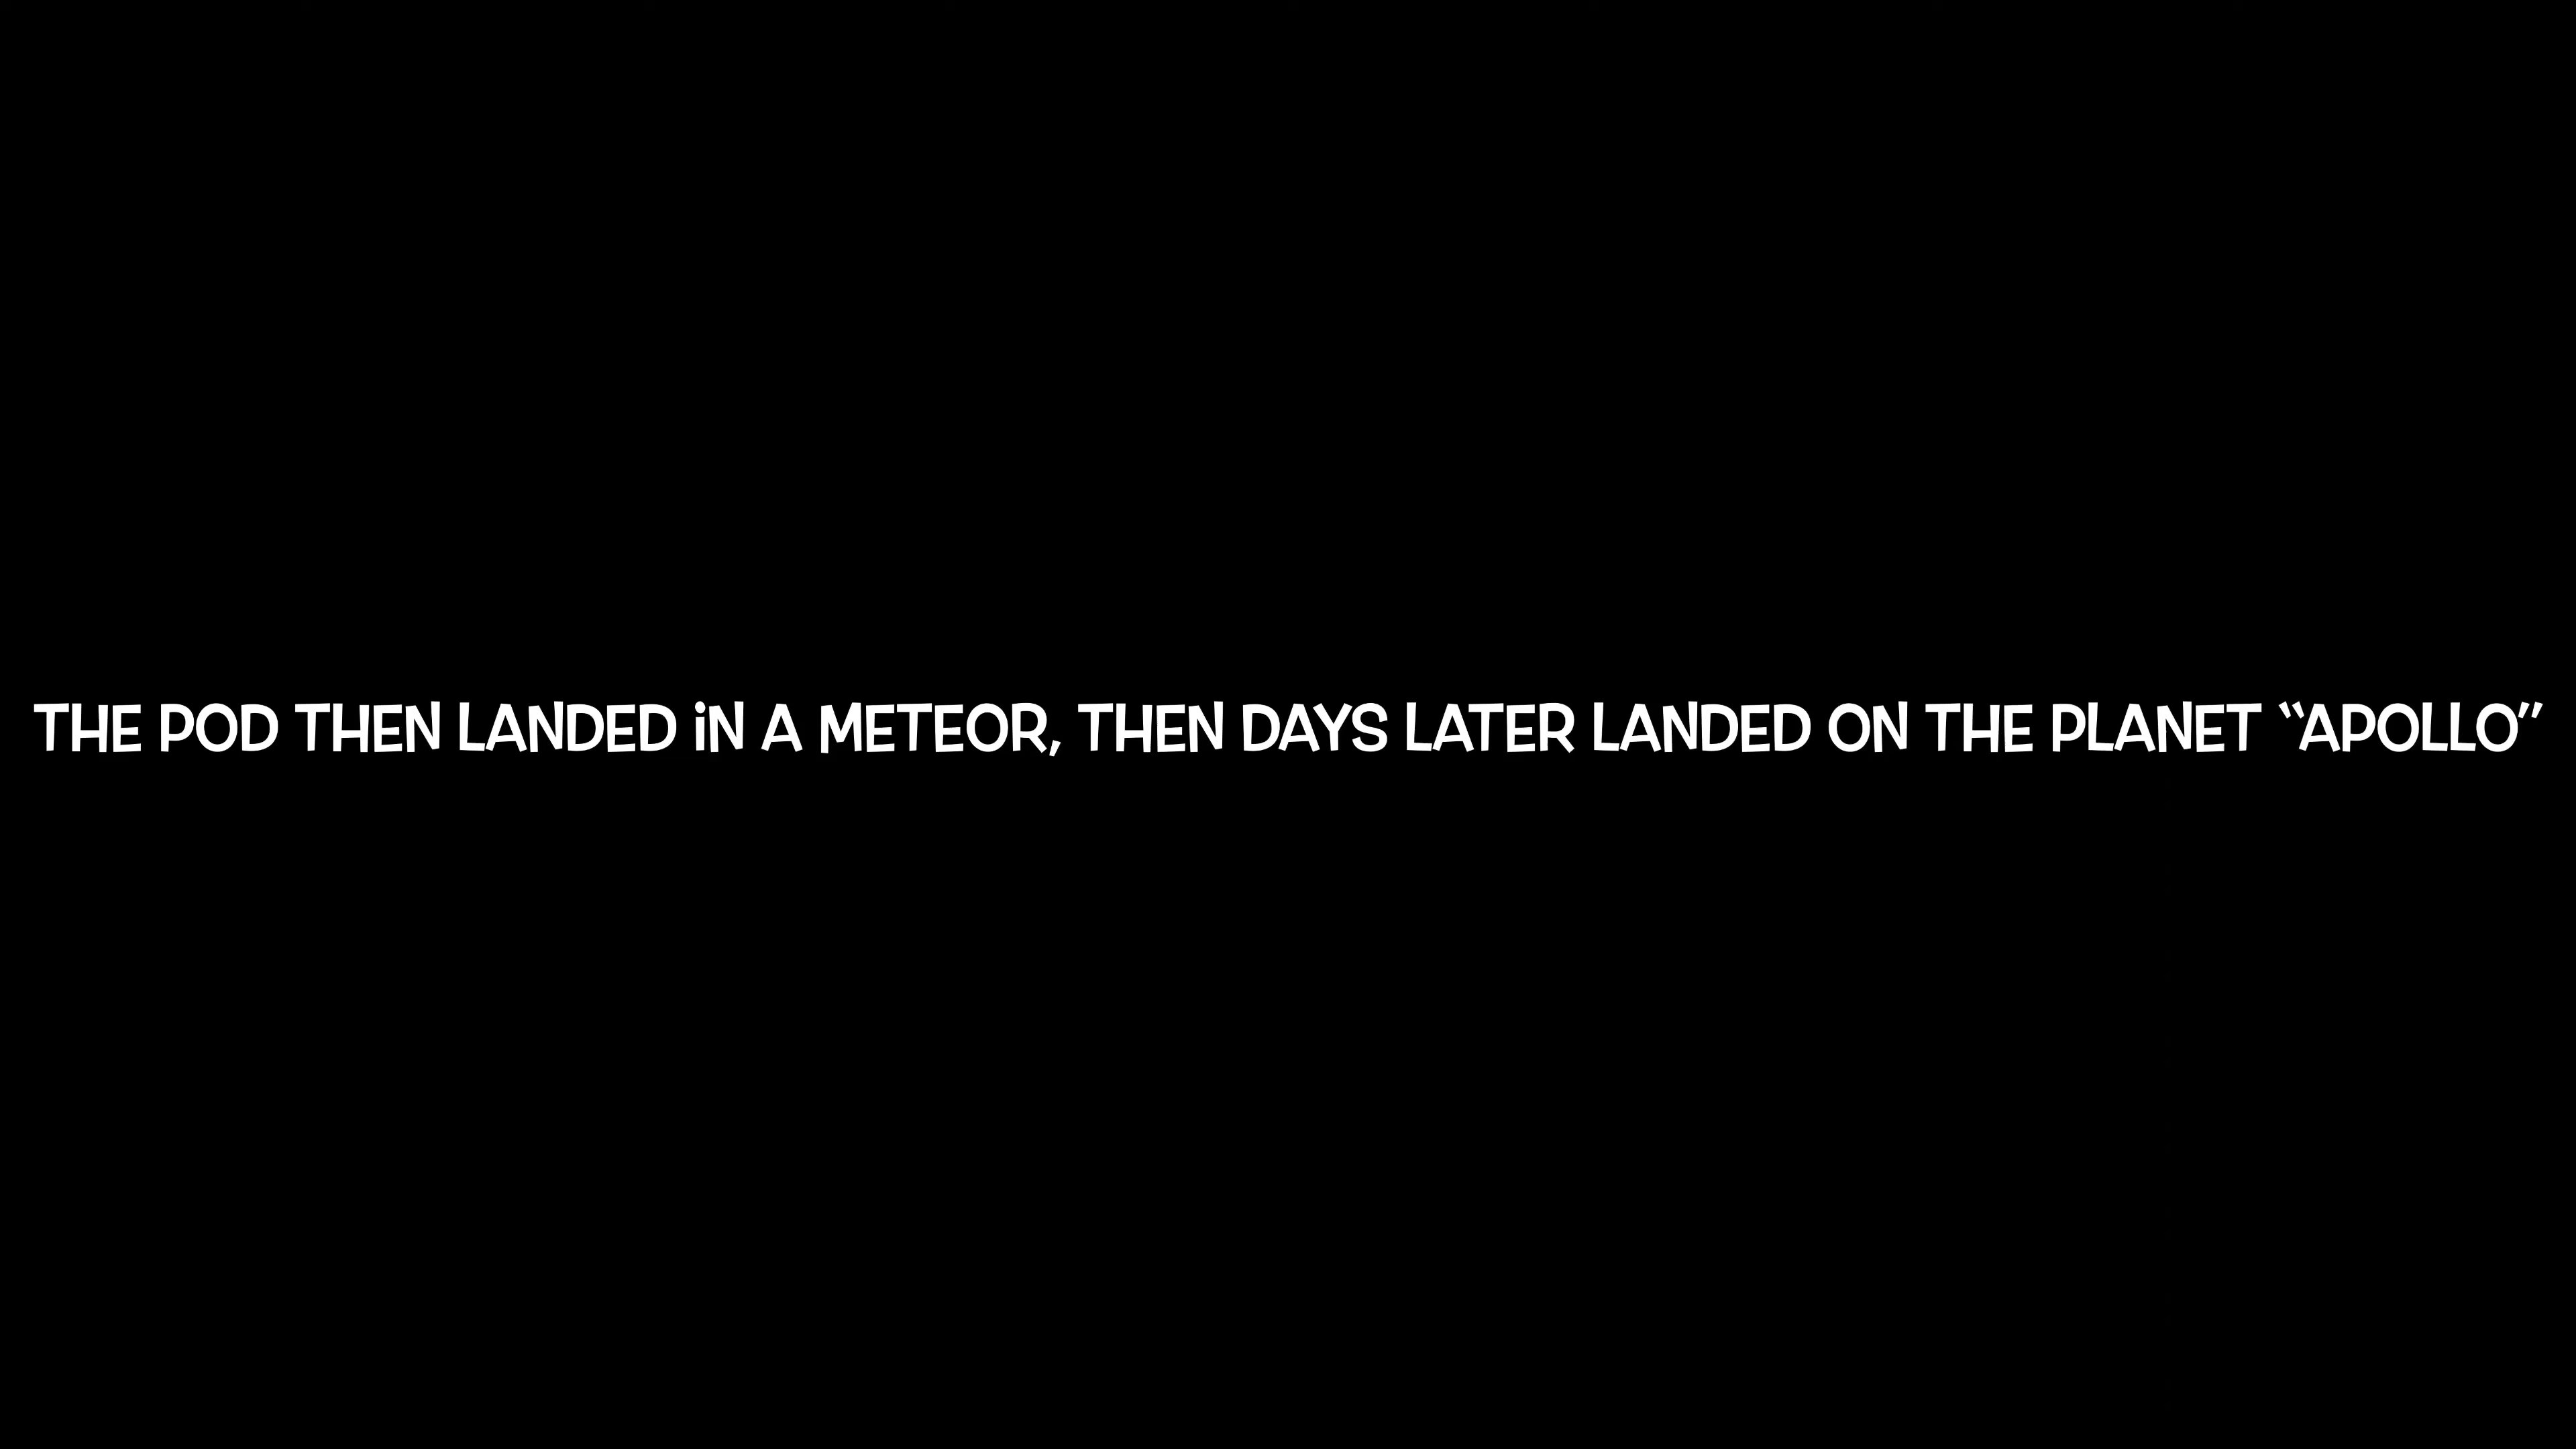 THE POD THEN LANDED iN A METEOR, THEN DAYS LATER LANDED ON THE PLANET “APOLLO”